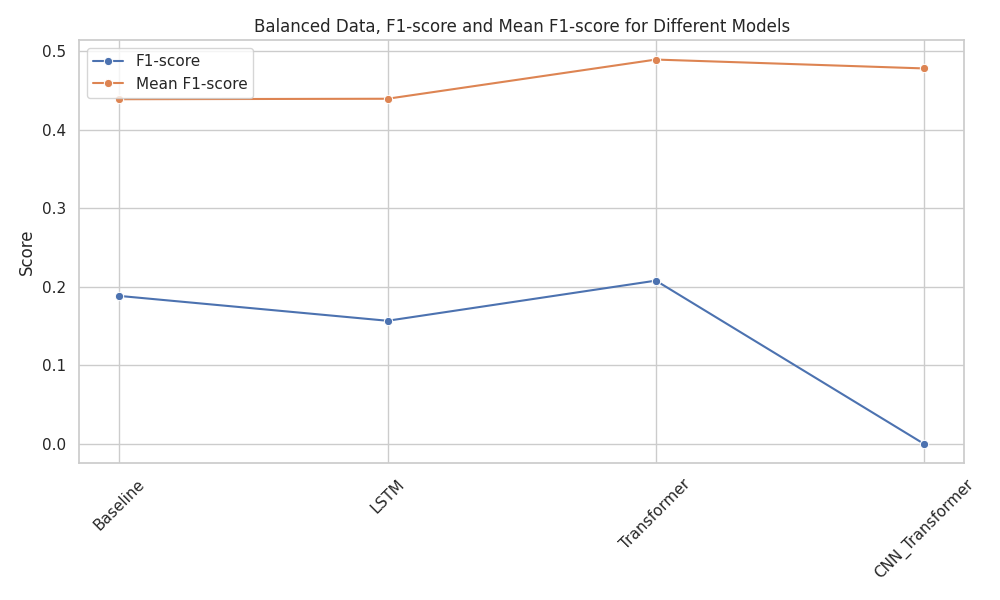 Balanced Data, F1-score and Mean F1-score for Different Models
F1-score
Mean F1-score
0.5
0.4
0.3
0.2
0.1
0.0
Score
Baseline
LSTM
Transformer
CNN_Transformer